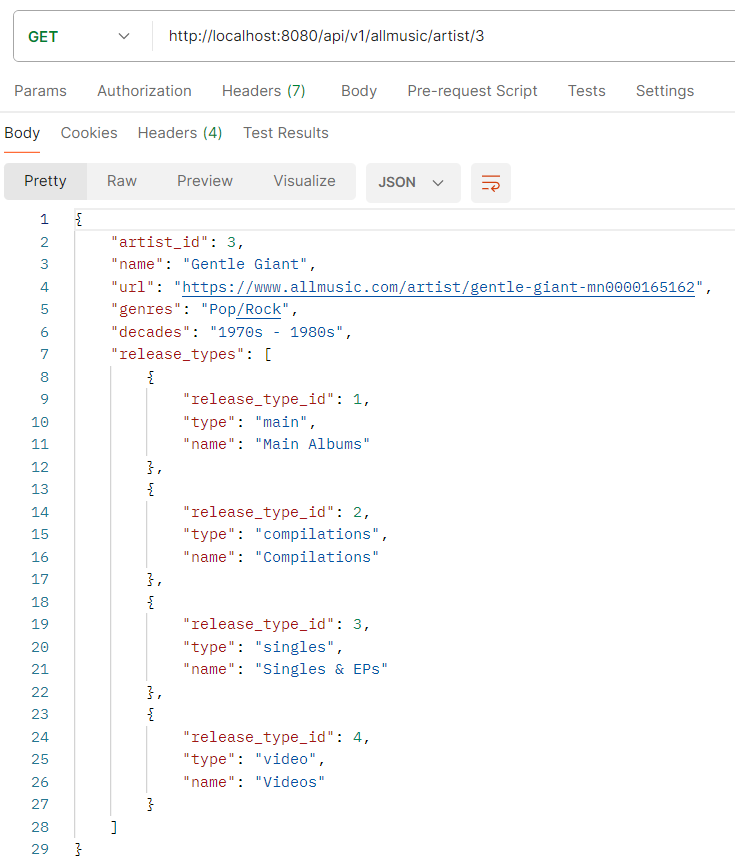 GET http://localhost:8080/api/v1/allmusic/artist/3
Params Authorization Headers (7) Body Pre-request Script Tests Settings
Body Cookies Headers (4) Test Results
Pretty Raw Preview Visualize JSON
1 {
2 "artist_id": 3,
3 "name": "Gentle Giant",
4 "url": "https://www.allmusic.com/artist/gentle-giant-mn0000165162",
5 "genres": "Pop/Rock",
6 "decades": "1970s - 1980s",
7 "release_types": [
8 {
9 "release_type_id": 1,
10 "type": "main",
11 "name": "Main Albums"
12 },
13 {
14 "release_type_id": 2,
15 "type": "compilations",
16 "name": "Compilations"
17 },
18 {
19 "release_type_id": 3,
20 "type": "singles",
21 "name": "Singles & EPs"
22 },
23 {
24 "release_type_id": 4,
25 "type": "video",
26 "name": "Videos"
27 }
28 ]
29 }